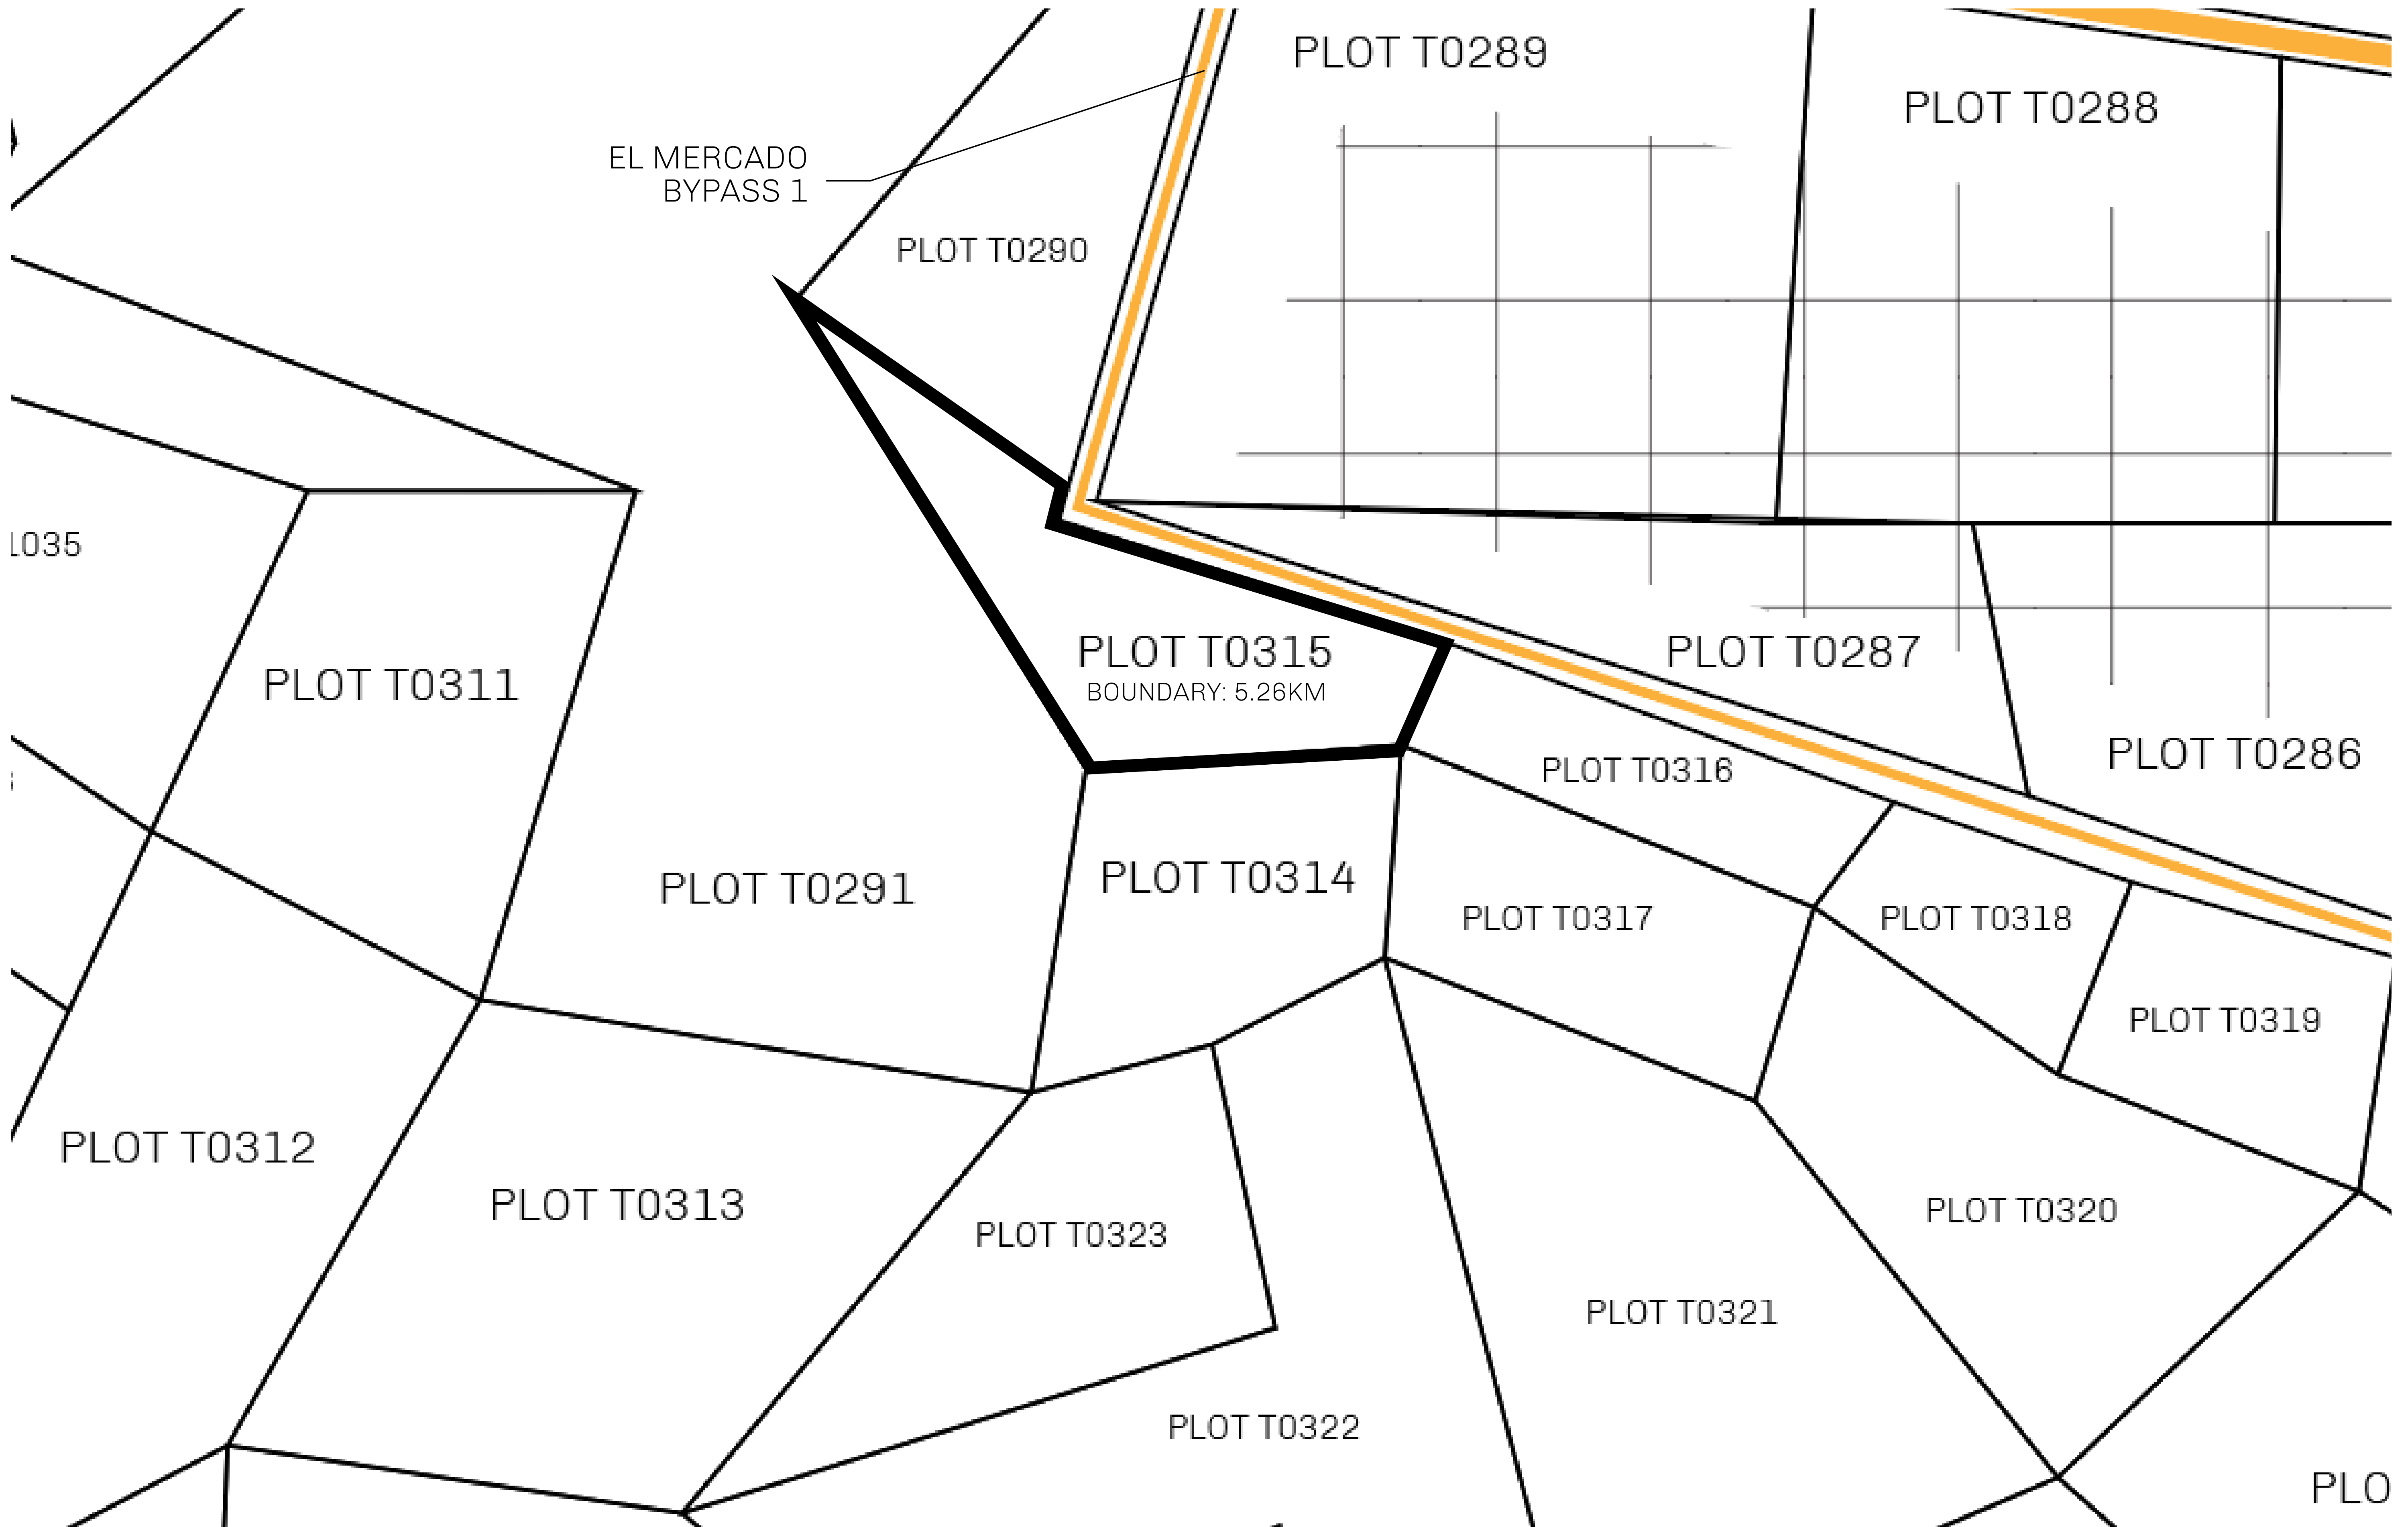 PLOT T0289
PLOT T0288
EL MERCADO
BYPASS 1
PLOT T0290
PLOT T0311
PLOT T0315
BOUNDARY: 5.26KM
PLOT T0287
PLOT T0286
PLOT T0316
PLOT T0291
PLOT T0314
PLOT T0317
PLOT T0318
PLOT T0319
PLOT T0312
PLOT T0313
PLOT T0323
PLOT T0320
PLOT T0321
PLOT T0322